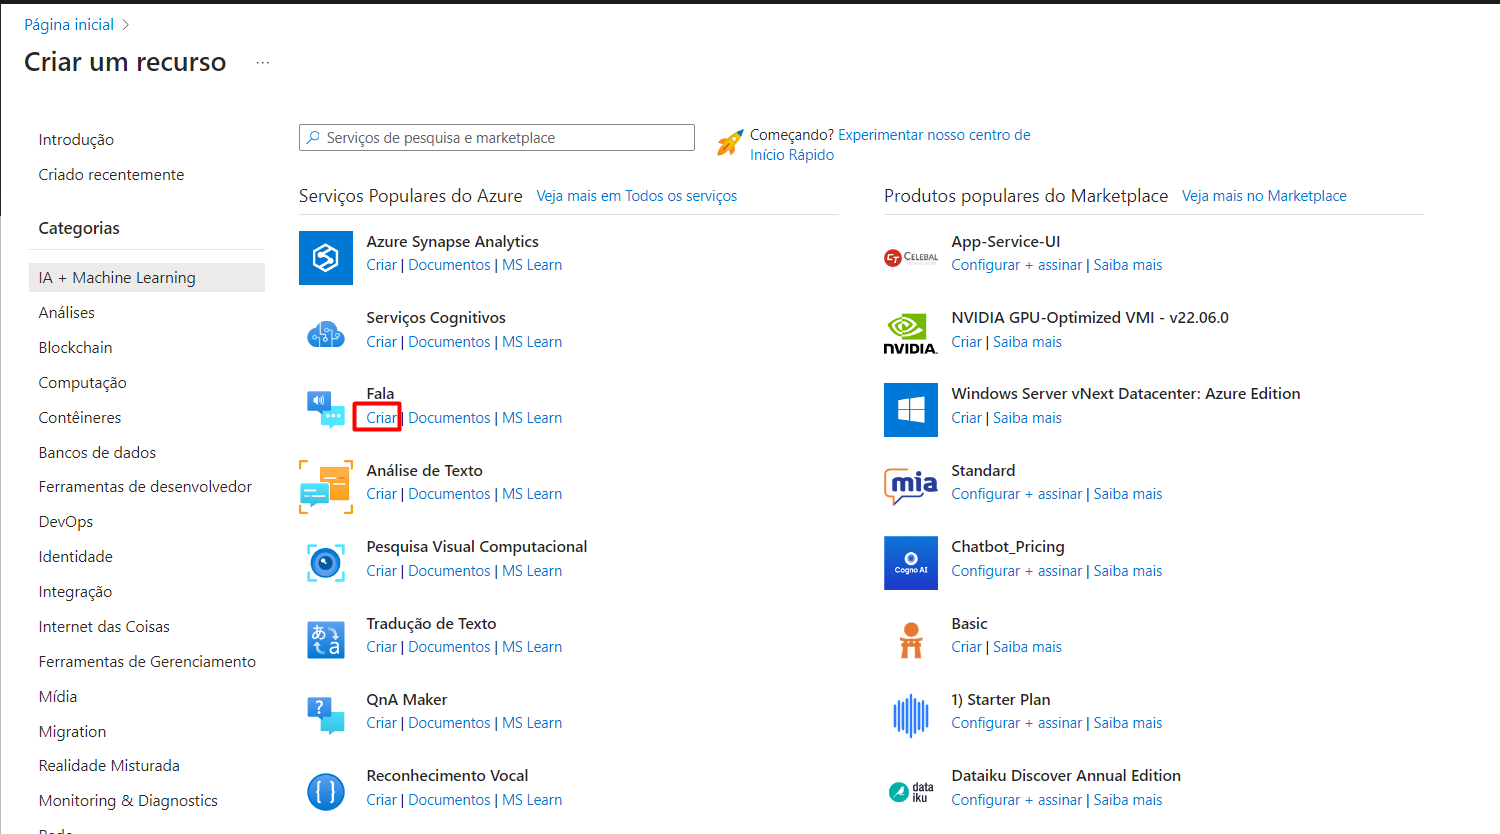 Página inicial
Criar um recurso ...
Introdução
Criado recentemente
Categorias
IA + Machine Learning
Análises
Blockchain
Computação
Contêineres
Bancos de dados
Ferramentas de desenvolvedor
DevOps
Identidade
Integração
Internet das Coisas
Ferramentas de Gerenciamento
Mídia
Migration
Realidade Misturada
Monitoring & Diagnostics
Rede
Serviços de pesquisa e marketplace
Começando? Experimentar nosso centro de
Início Rápido
Serviços Populares do Azure Veja mais em Todos os serviços
Azure Synapse Analytics
Criar | Documentos | MS Learn
Serviços Cognitivos
Criar | Documentos | MS Learn
Fala
Criar | Documentos | MS Learn
Análise de Texto
Criar | Documentos | MS Learn
Pesquisa Visual Computacional
Criar | Documentos | MS Learn
Tradução de Texto
Criar | Documentos | MS Learn
QnA Maker
Criar | Documentos | MS Learn
Reconhecimento Vocal
Criar | Documentos | MS Learn
Produtos populares do Marketplace Veja mais no Marketplace
CT CELEBAL
App-Service-UI
Configurar + assinar | Saiba mais
NVIDIA.
NVIDIA GPU-Optimized VMI - v22.06.0
Criar | Saiba mais
Windows Server vNext Datacenter: Azure Edition
Criar | Saiba mais
mia
Standard
Configurar + assinar | Saiba mais
Cogno AI
Chatbot_Pricing
Configurar + assinar | Saiba mais
Basic
Criar | Saiba mais
1) Starter Plan
Configurar + assinar | Saiba mais
data
iku
Dataiku Discover Annual Edition
Configurar + assinar | Saiba mais